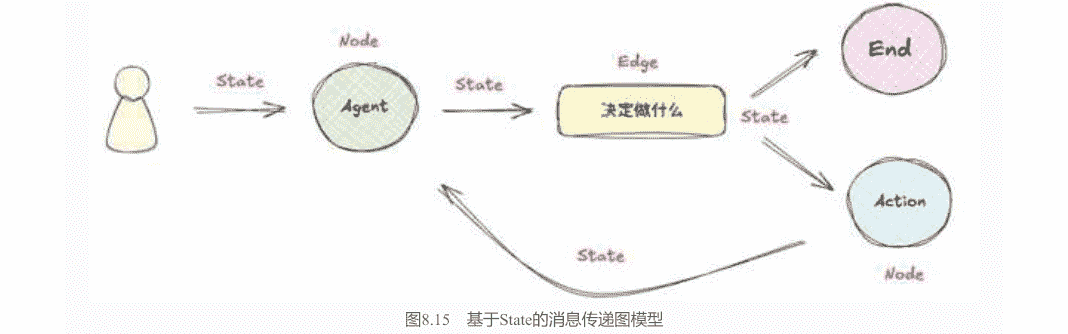 Node
State
Agent
State
Edge
决定做什么
State
End
Action
Node
State
图8.15 基于State的消息传递图模型